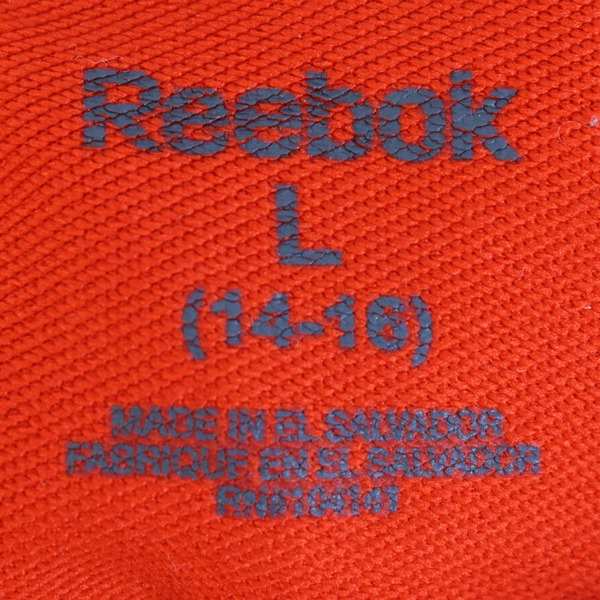 Reebok
L
(14-16)
MADE IN EL SALVADOR
FABRIQUE EN EL SALVADOR
RN#104141